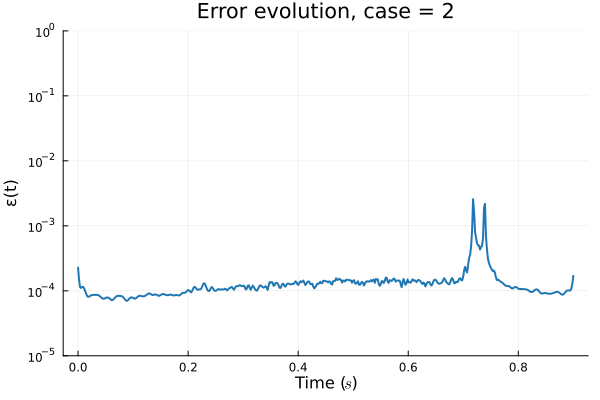 Error evolution, case = 2
ε(t)
10⁰
10⁻¹
10⁻²
10⁻³
10⁻⁴
10⁻⁵
0.0 0.2 0.4 0.6 0.8
Time (s)